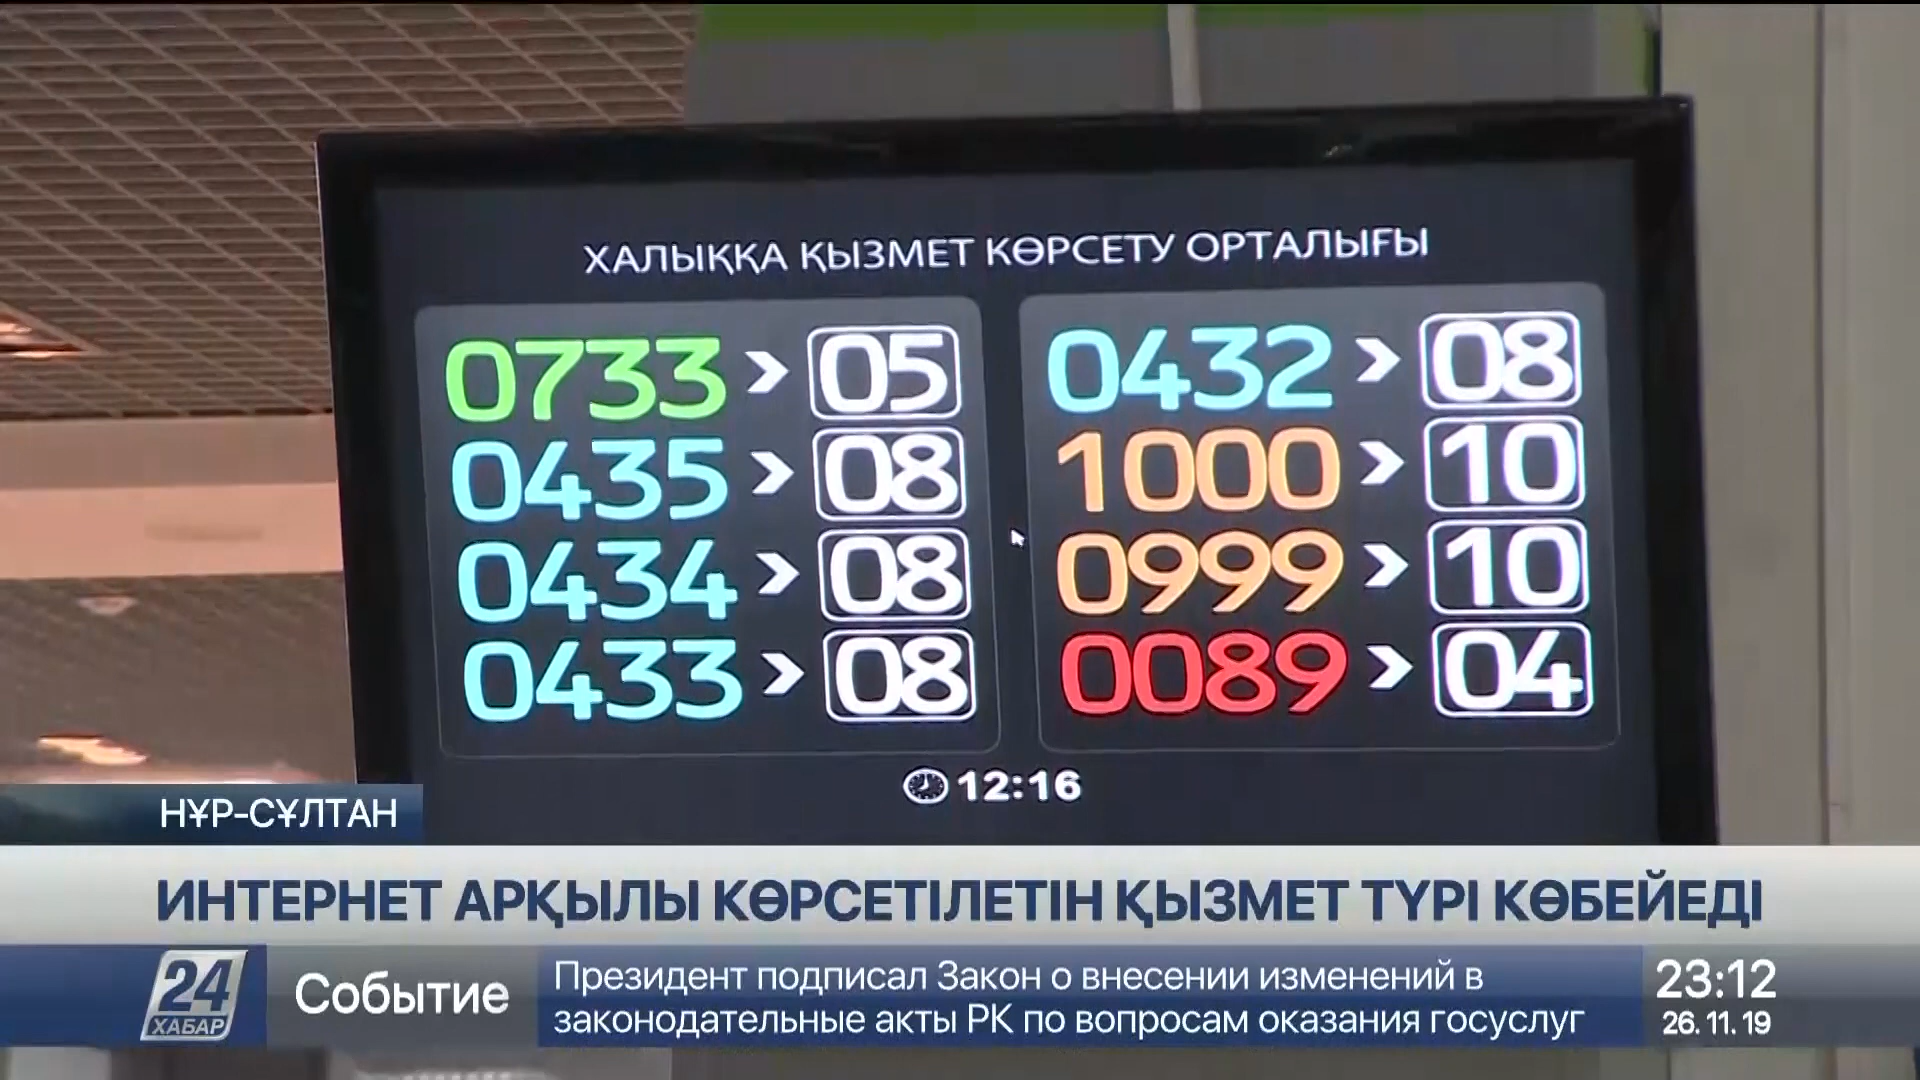 ХАЛЫҚҚА ҚЫЗМЕТ КӨРСЕТУ ОРТАЛЫҒЫ
0733 > 05
0435 > 08
0434 > 08
0433 > 08
0432 > 08
1000 > 10
0999 > 10
0089 > 04
12:16
НҰР-СҰЛТАН
ИНТЕРНЕТ АРҚЫЛЫ КӨРСЕТІЛЕТІН ҚЫЗМЕТ ТҮРІ КӨБЕЙЕДІ
24
ХАБАР
Событие
Президент подписал Закон о внесении изменений в
законодательные акты РК по вопросам оказания госуслуг
23:12
26.11.19